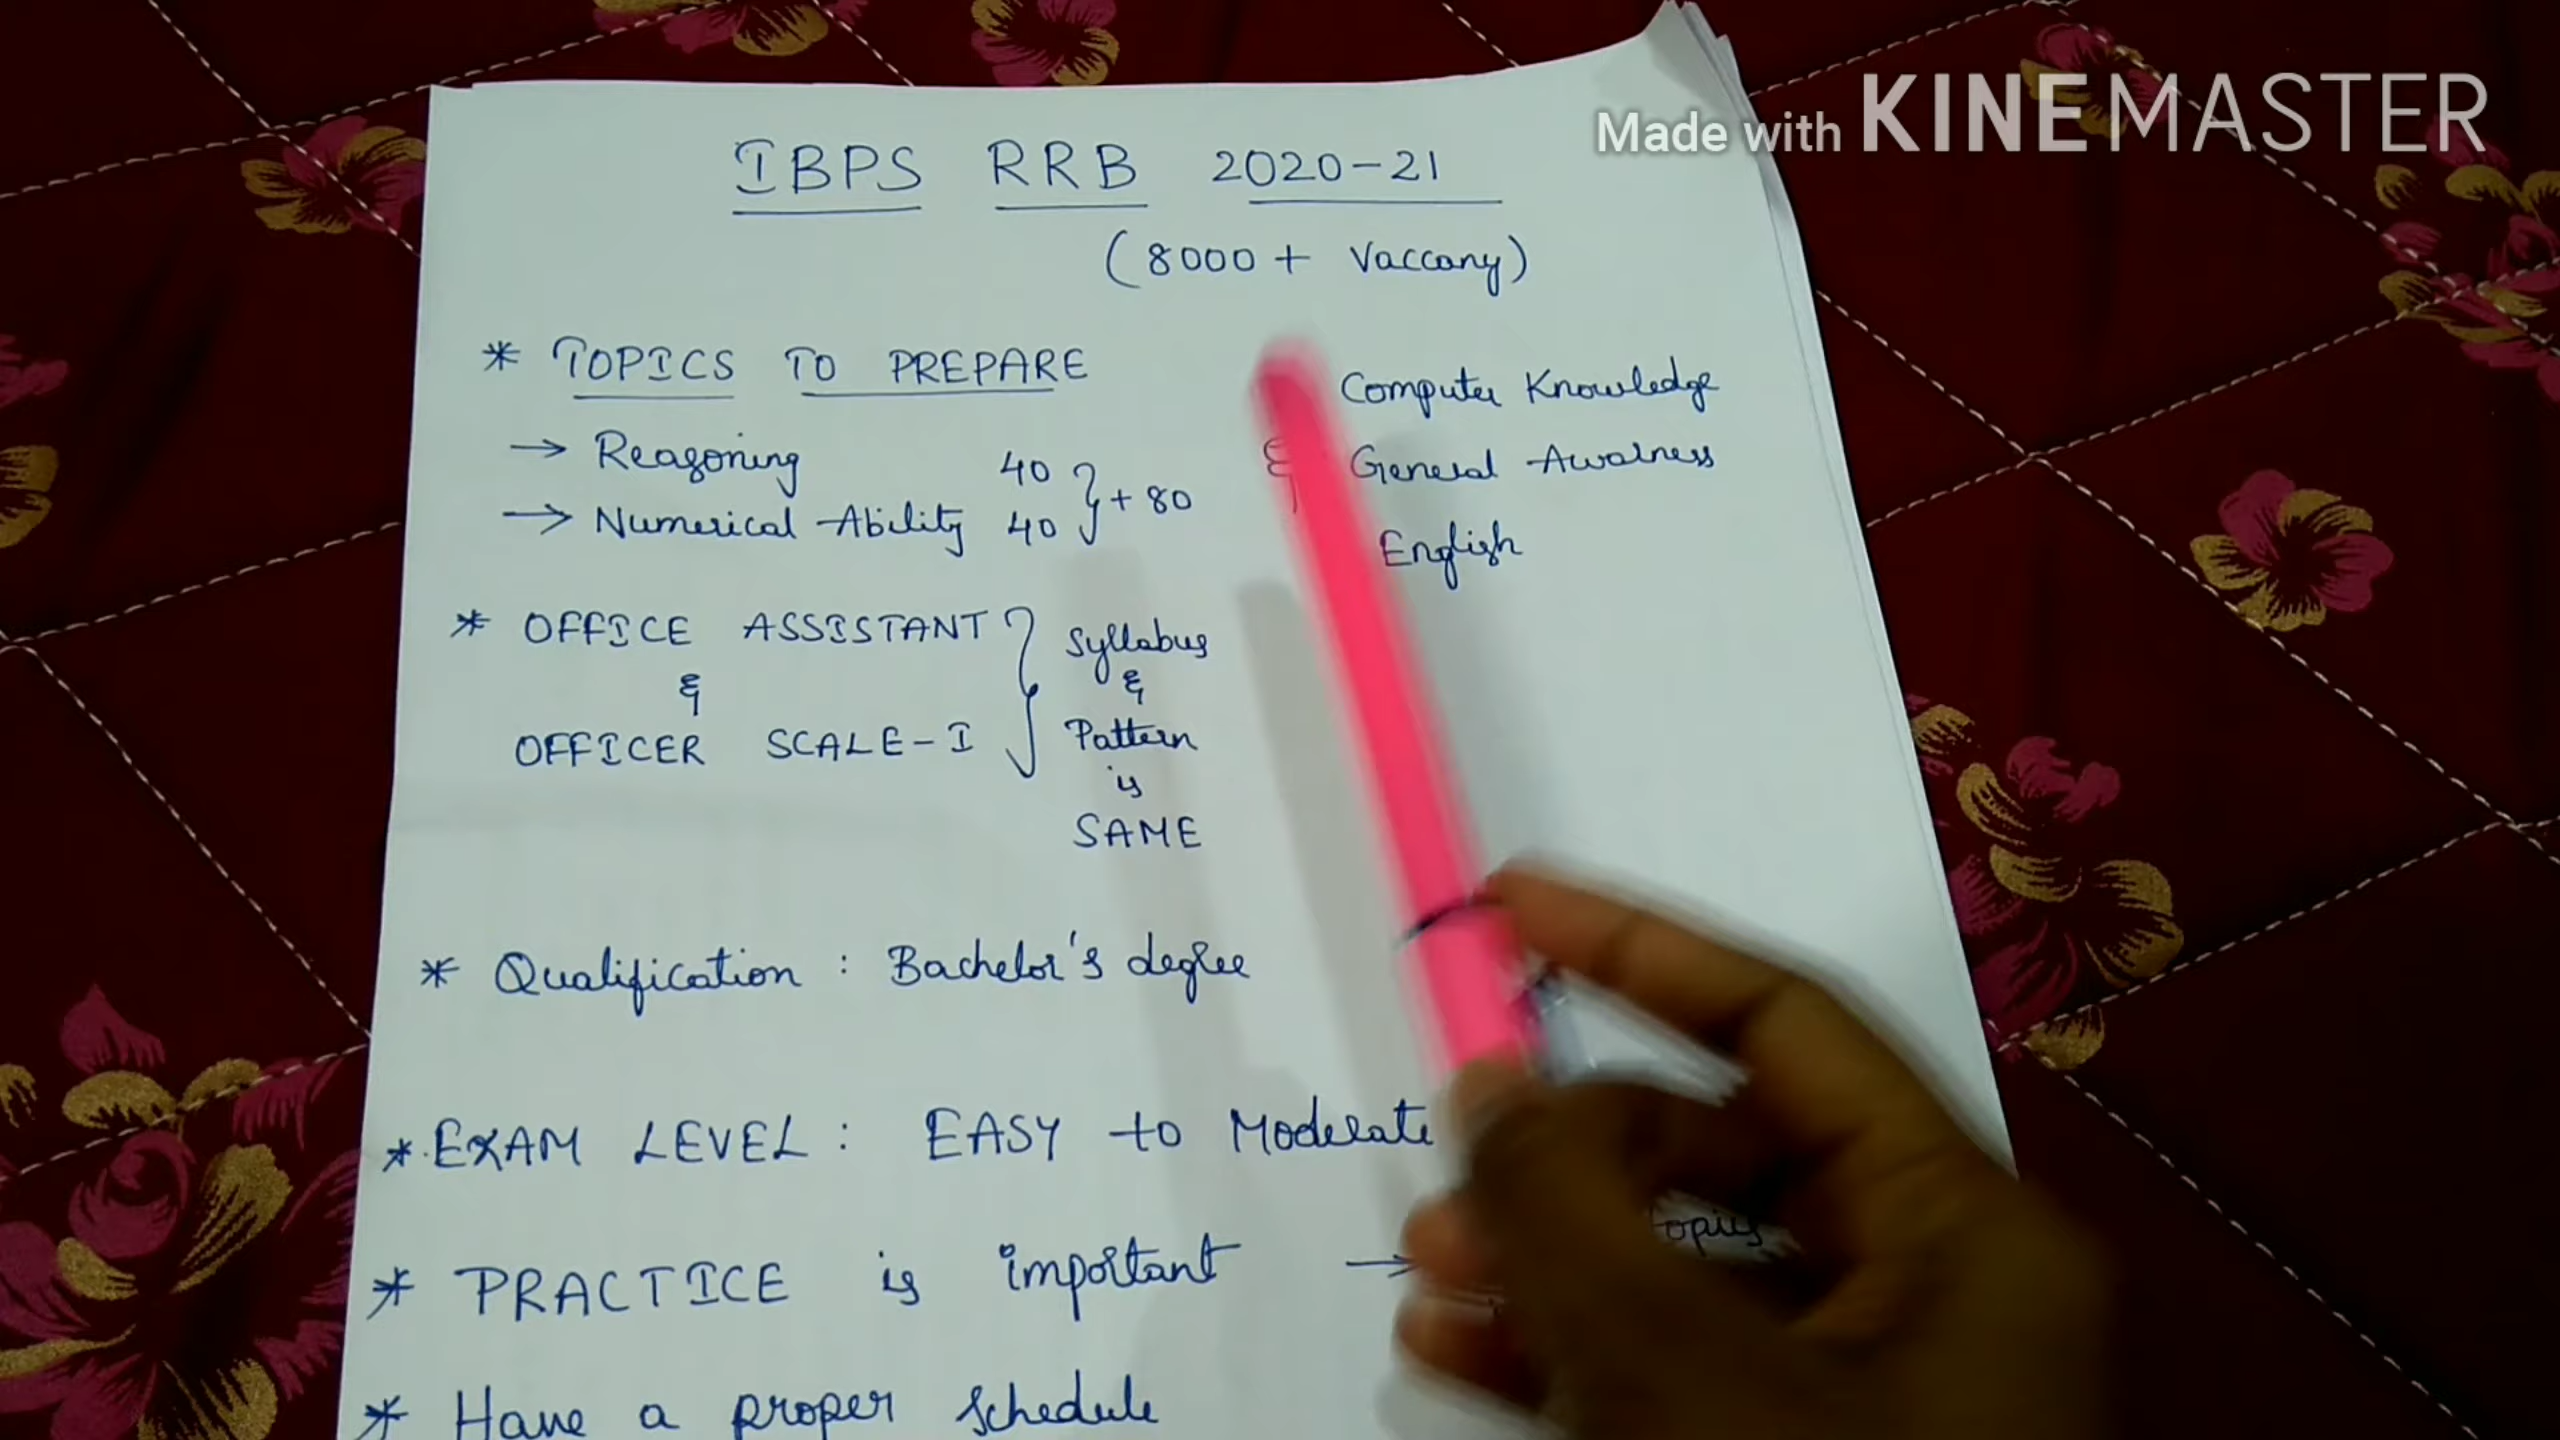 Made with KINEMASTER
IBPS RRB 2020-21
(8000 + Vaccany)
* TOPICS TO PREPARE
→ Reasoning 40
→ Numerical Ability 40
} + 80
&
Computer Knowledge
General Awarness
English
* OFFICE ASSISTANT
&
OFFICER SCALE-I
} Syllabus
&
Pattern
is
SAME
* Qualification : Bachelor's degree
* EXAM LEVEL : EASY to Moderate
* PRACTICE is important → topics
* Have a proper schedule